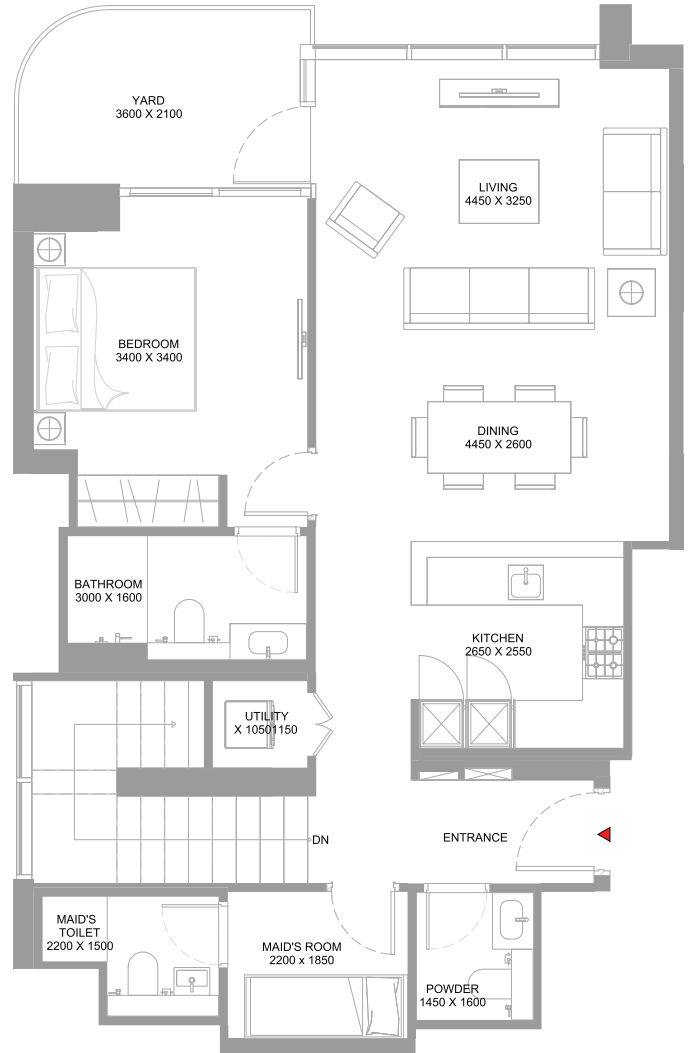 YARD
3600 X 2100
LIVING
4450 X 3250
BEDROOM
3400 X 3400
DINING
4450 X 2600
BATHROOM
3000 X 1600
KITCHEN
2650 X 2550
UTILITY
X 10501150
DN
ENTRANCE
MAID'S
TOILET
2200 X 1500
MAID'S ROOM
2200 x 1850
POWDER
1450 X 1600